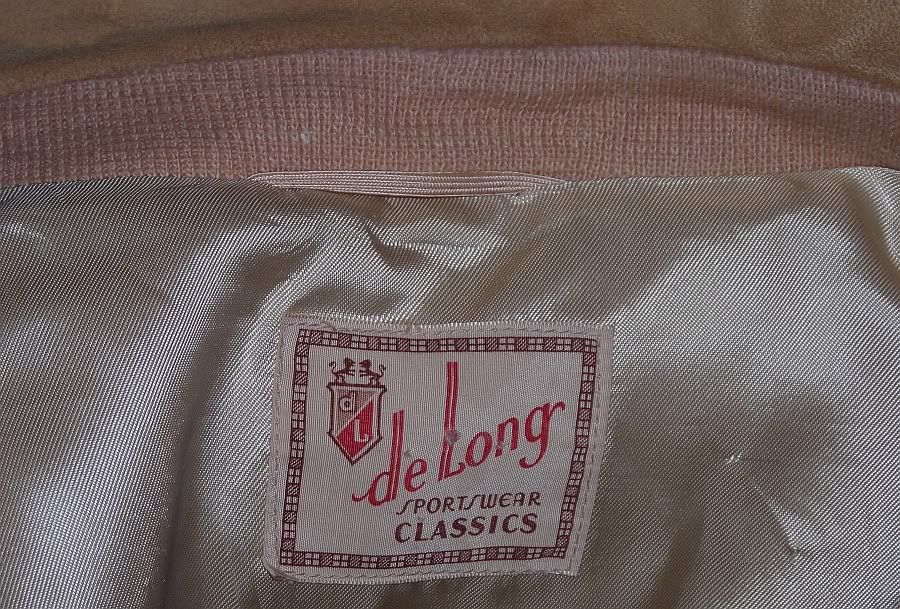 d
L
de Long
SPORTSWEAR
CLASSICS